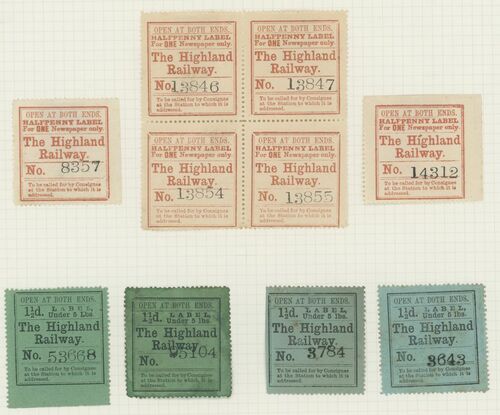 OPEN AT BOTH ENDS.
HALFPENNY LABEL
For ONE Newspaper only.
The Highland
Railway.
No. 13846
To be called for by Consignee
at the Station to which it is
addressed.
OPEN AT BOTH ENDS.
HALFPENNY LABEL
For ONE Newspaper only.
The Highland
Railway.
No. 13847
To be called for by Consignee
at the Station to which it is
addressed.
OPEN AT BOTH ENDS.
HALFPENNY LABEL
For ONE Newspaper only.
The Highland
Railway.
No. 8357
To be called for by Consignee
at the Station to which it is
addressed.
OPEN AT BOTH ENDS.
HALFPENNY LABEL
For ONE Newspaper only.
The Highland
Railway.
No. 13854
To be called for by Consignee
at the Station to which it is
addressed.
OPEN AT BOTH ENDS.
HALFPENNY LABEL
For ONE Newspaper only.
The Highland
Railway.
No. 13855
To be called for by Consignee
at the Station to which it is
addressed.
OPEN AT BOTH ENDS.
HALFPENNY LABEL
For ONE Newspaper only.
The Highland
Railway.
No. 14312
To be called for by Consignee
at the Station to which it is
addressed.
OPEN AT BOTH ENDS.
1½d. LABEL,
Under 5 Lbs
The Highland
Railway.
No. 53668
To be called for by Consignee
at the Station to which it is
addressed.
OPEN AT BOTH ENDS.
1½d. LABEL,
Under 5 lbs.
The Highland
Railway
No.
To be called for by Consignee
at the Station to which it is
addressed.
OPEN AT BOTH ENDS.
1½d. LABEL,
Under 5 lbs.
The Highland
Railway.
No. 3784
To be called for by Consignee
at the Station to which it is
addressed.
OPEN AT BOTH ENDS.
1½d. LABEL,
Under 5 lbs.
The Highland
Railway.
No. 3643
To be called for by Consignee
at the Station to which it is
addressed.